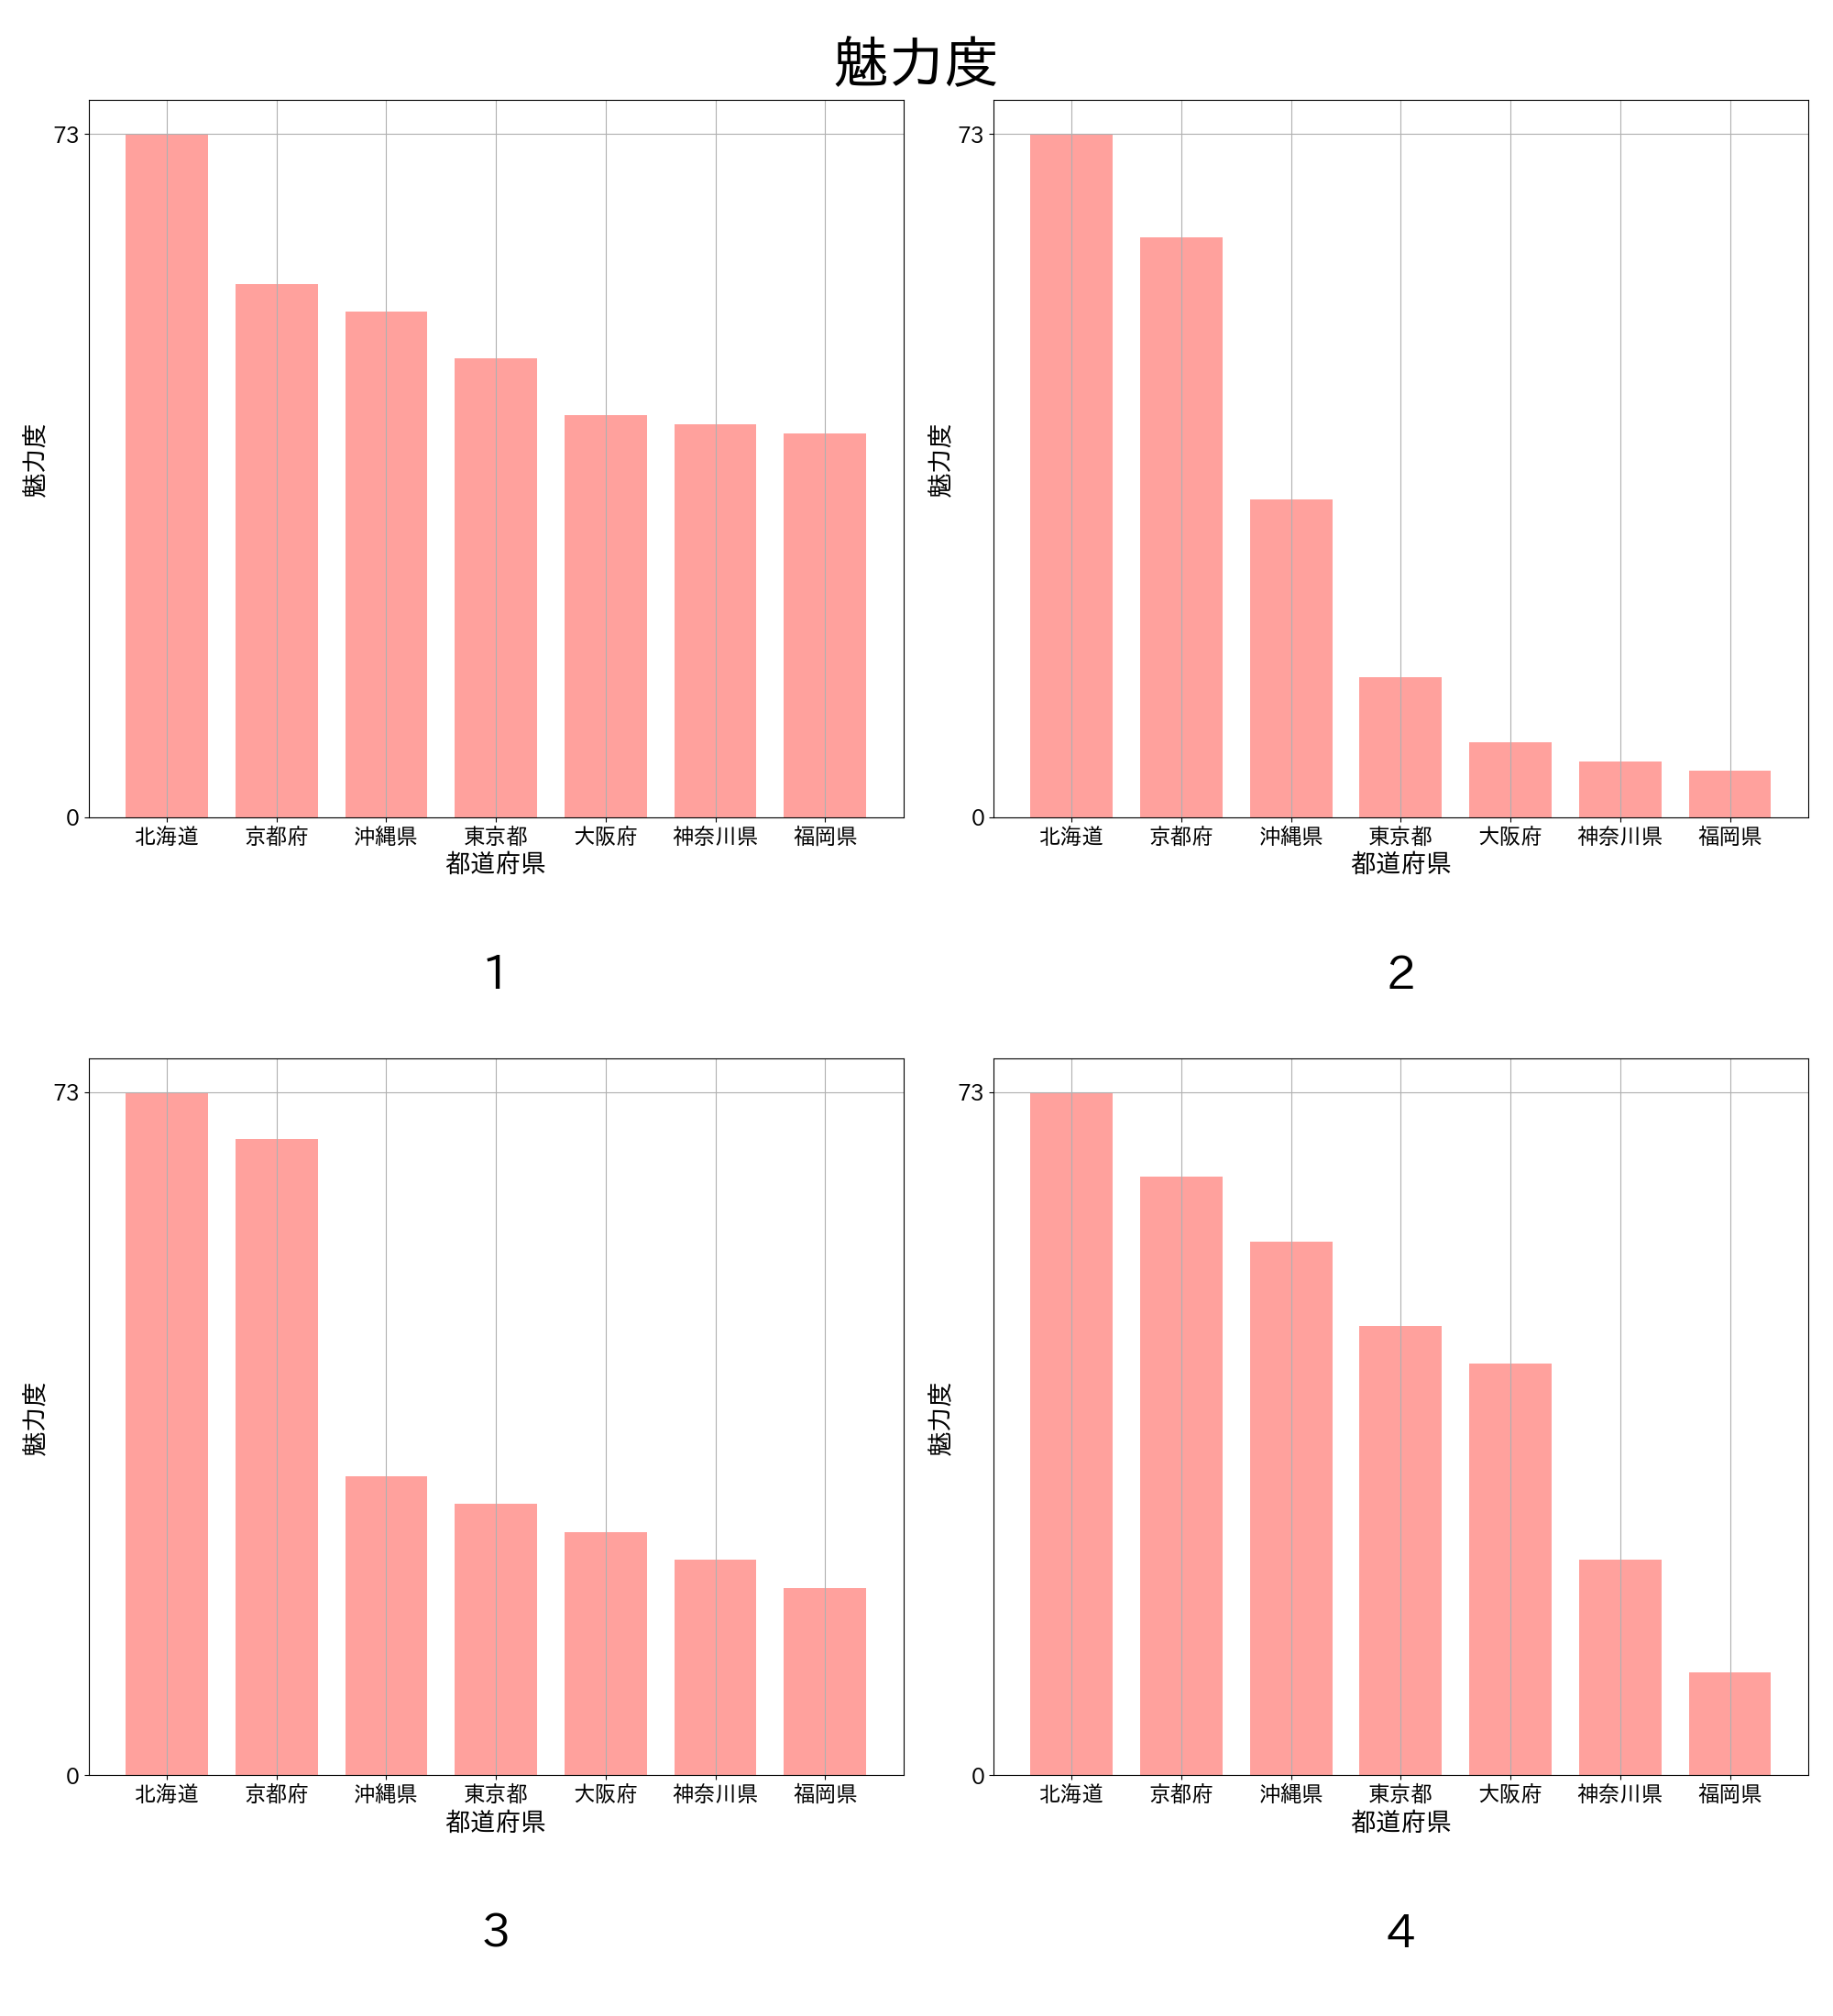 魅力度
73
0
魅力度
北海道 京都府 沖縄県 東京都 大阪府 神奈川県 福岡県
都道府県
1
73
0
魅力度
北海道 京都府 沖縄県 東京都 大阪府 神奈川県 福岡県
都道府県
2
73
0
魅力度
北海道 京都府 沖縄県 東京都 大阪府 神奈川県 福岡県
都道府県
3
73
0
魅力度
北海道 京都府 沖縄県 東京都 大阪府 神奈川県 福岡県
都道府県
4